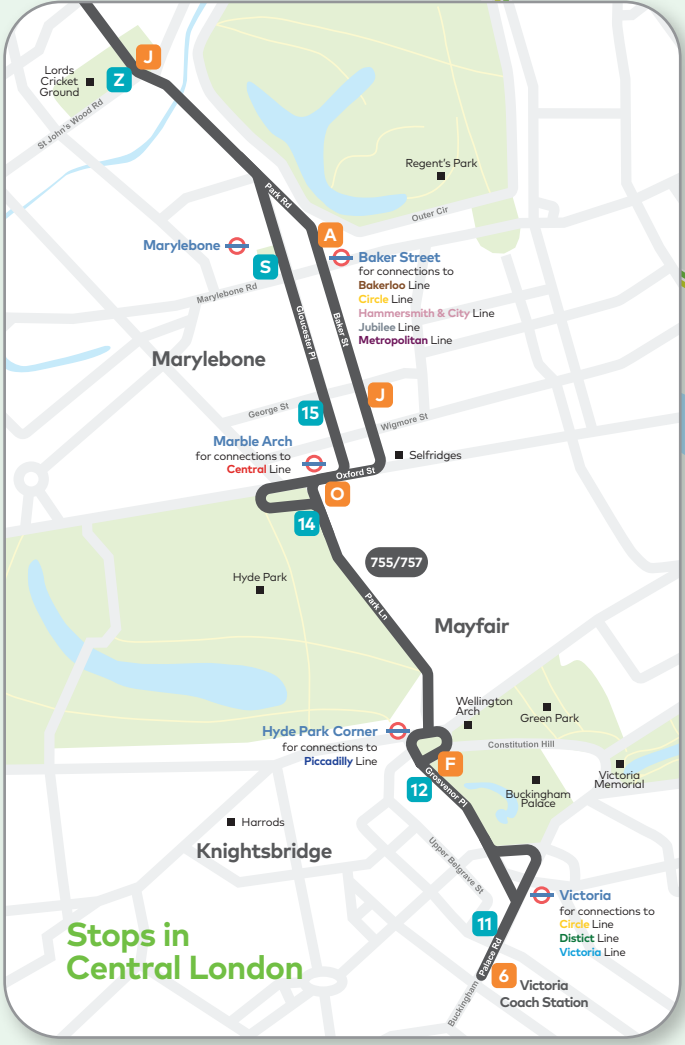 J
Lords
Cricket
Ground
Z
St John's Wood Rd
Regent's Park
Park Rd
Outer Cir
A
Marylebone
Baker Street
for connections to
Bakerloo Line
Circle Line
Hammersmith & City Line
Jubilee Line
Metropolitan Line
S
Marylebone Rd
Gloucester Pl
Baker St
Marylebone
J
George St
15
Wigmore St
Marble Arch
for connections to
Central Line
Selfridges
Oxford St
O
14
755/757
Hyde Park
Park Ln
Mayfair
Wellington
Arch
Green Park
Hyde Park Corner
for connections to
Piccadilly Line
Constitution Hill
F
Grosvenor Pl
12
Victoria
Memorial
Buckingham
Palace
Harrods
Knightsbridge
Upper Belgrave St
Victoria
for connections to
Circle Line
Distict Line
Victoria Line
11
Stops in
Central London
Buckingham Palace Rd
6
Victoria
Coach Station